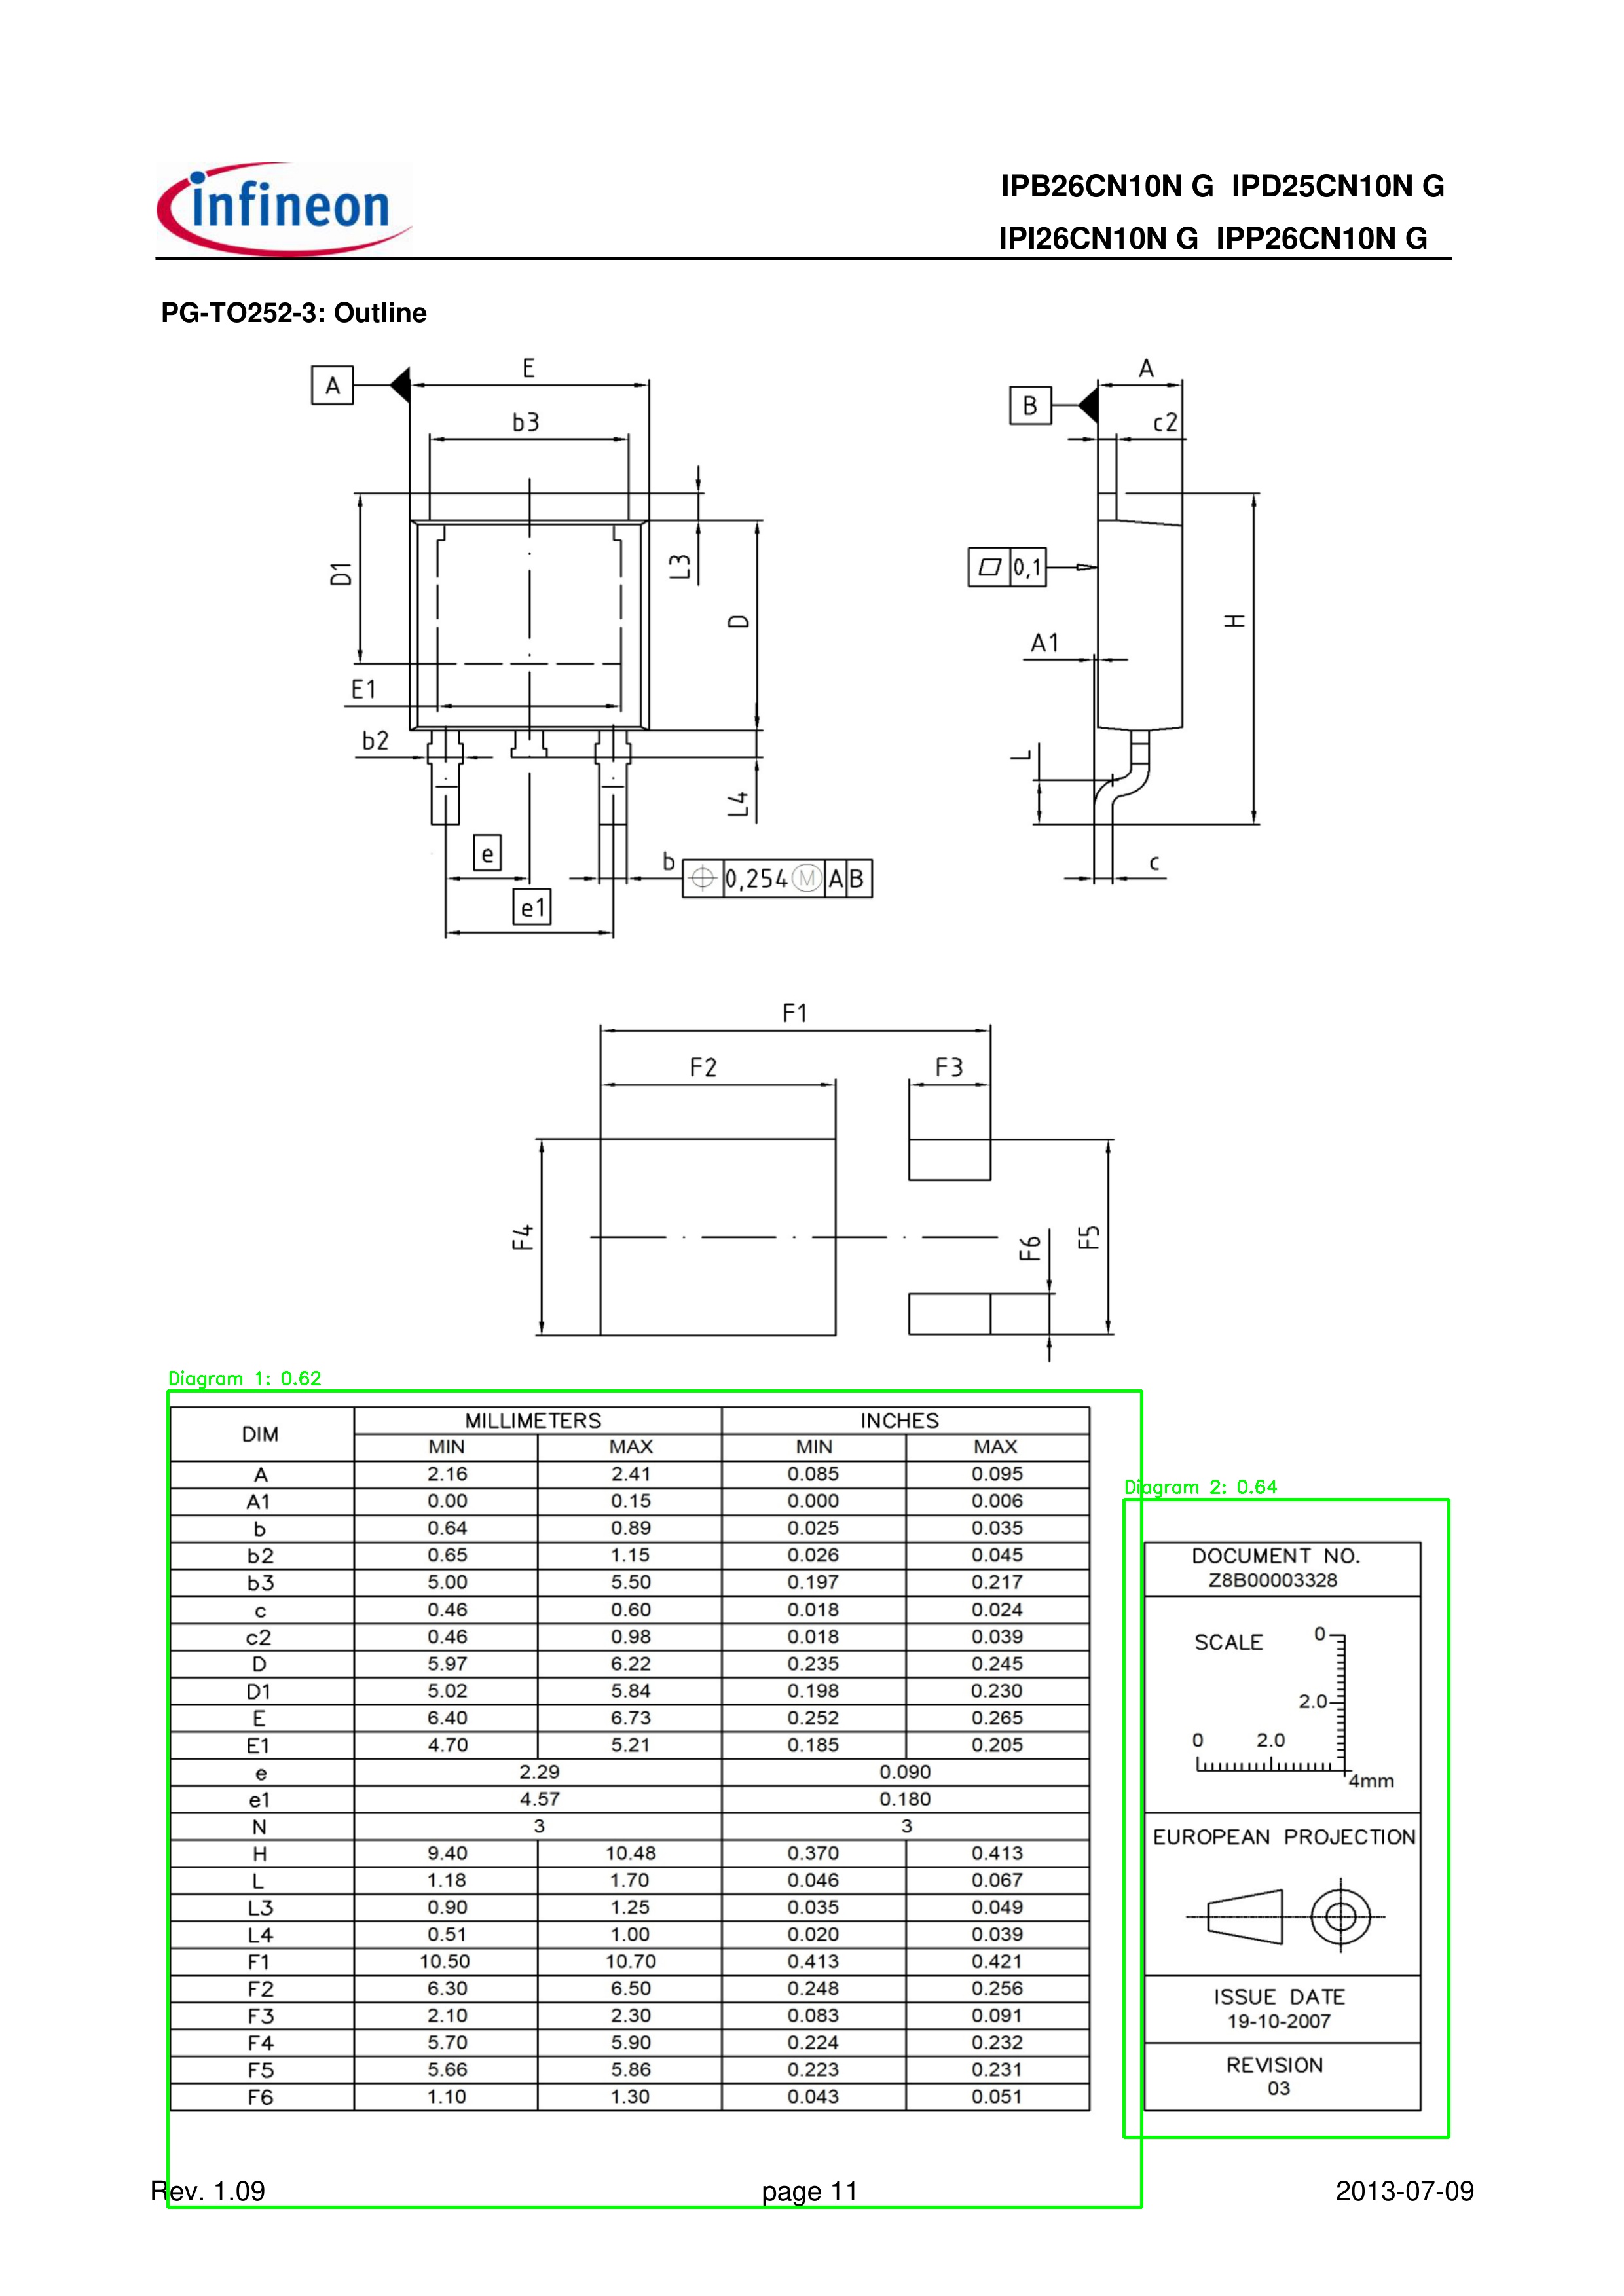 infineon
IPB26CN10N G IPD25CN10N G
IPI26CN10N G IPP26CN10N G
PG-TO252-3: Outline
A E
b3
D1
L3
D
E1
b2
L4
e
b 0,254 M A B
e1
A
B
c2
0,1
H
A1
L
c
F1
F2 F3
F4
F6
F5
Diagram 1: 0.62
DIM MILLIMETERS INCHES
MIN MAX MIN MAX
A 2.16 2.41 0.085 0.095
A1 0.00 0.15 0.000 0.006
b 0.64 0.89 0.025 0.035
b2 0.65 1.15 0.026 0.045
b3 5.00 5.50 0.197 0.217
c 0.46 0.60 0.018 0.024
c2 0.46 0.98 0.018 0.039
D 5.97 6.22 0.235 0.245
D1 5.02 5.84 0.198 0.230
E 6.40 6.73 0.252 0.265
E1 4.70 5.21 0.185 0.205
e 2.29 0.090
e1 4.57 0.180
N 3 3
H 9.40 10.48 0.370 0.413
L 1.18 1.70 0.046 0.067
L3 0.90 1.25 0.035 0.049
L4 0.51 1.00 0.020 0.039
F1 10.50 10.70 0.413 0.421
F2 6.30 6.50 0.248 0.256
F3 2.10 2.30 0.083 0.091
F4 5.70 5.90 0.224 0.232
F5 5.66 5.86 0.223 0.231
F6 1.10 1.30 0.043 0.051
Diagram 2: 0.64
DOCUMENT NO.
Z8B00003328
SCALE 0
2.0
0 2.0
4mm
EUROPEAN PROJECTION
ISSUE DATE
19-10-2007
REVISION
03
Rev. 1.09 page 11 2013-07-09